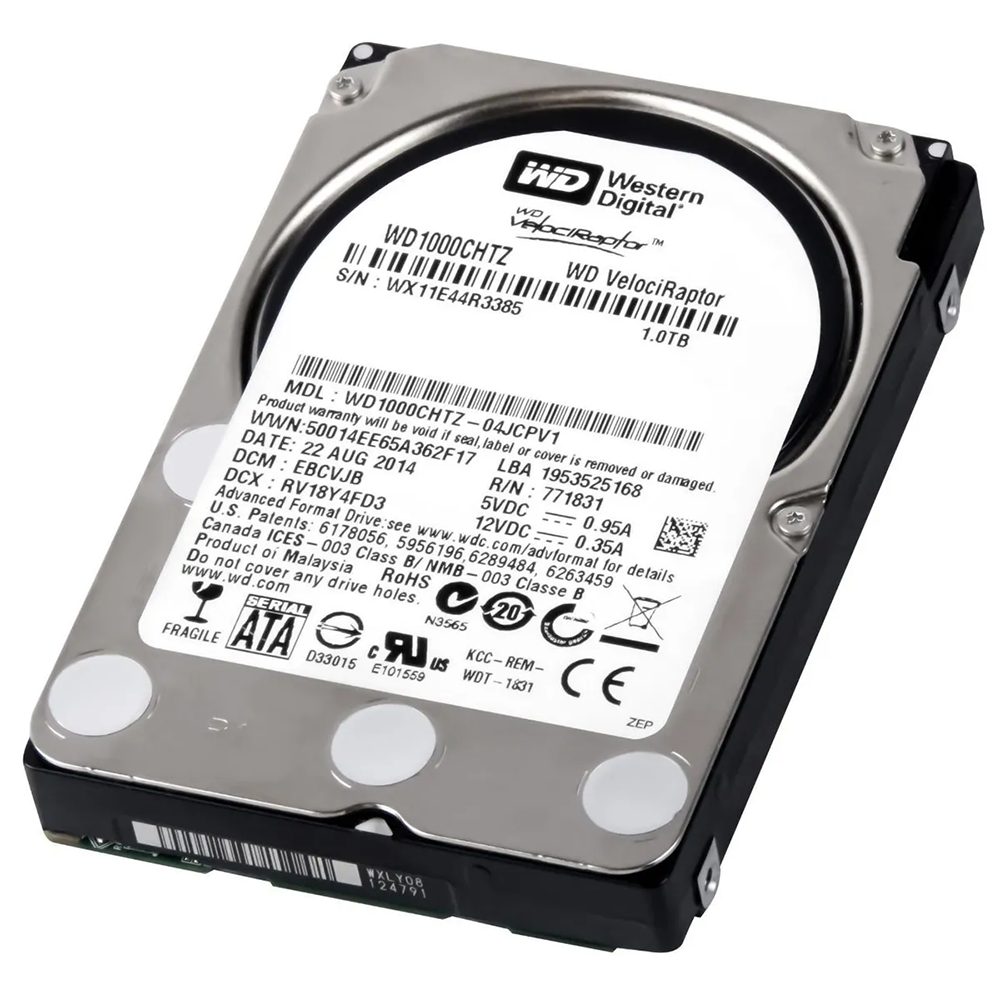 WD Western Digital®
WD VelociRaptor™
WD1000CHTZ WD VelociRaptor
S/N : WX11E44R3385 1.0TB
MDL : WD1000CHTZ-04JCPV1
Product warranty will be void if seal, label or cover is removed or damaged.
WWN:50014EE65A362F17 LBA 1953525168
DATE: 22 AUG 2014 R/N : 771831
DCM : EBCVJB 5VDC 0.95A
DCX : RV18Y4FD3 12VDC 0.35A
Advanced Format Drive:see www.wdc.com/advformat for details
U.S. Patents: 6178056, 5956196,6289484, 6263459
Canada ICES-003 Class B/ NMB-003 Classe B
Product of Malaysia RoHS
Do not cover any drive holes.
www.wd.com
N3565
20
FRAGILE
SERIAL ATA
D33015
c RU US
E101559
KCC-REM-
WDT-1831
CE
ZEP
WXLY08
124791